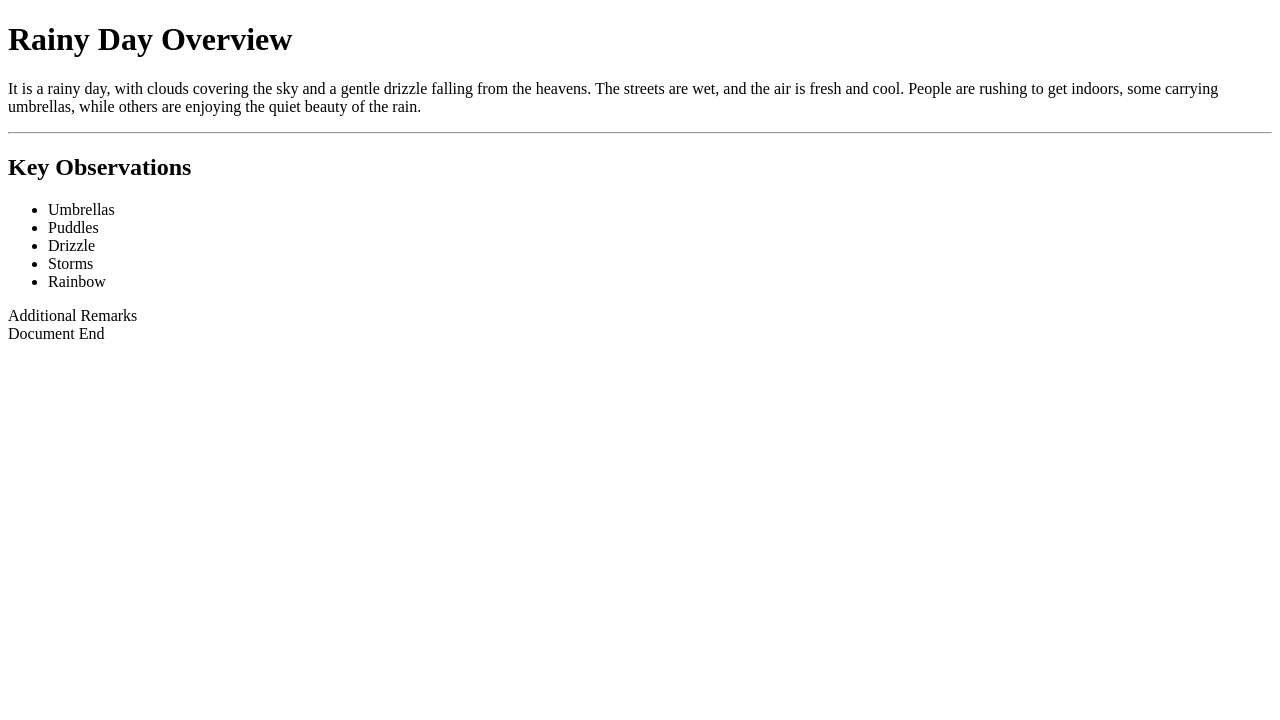 Rainy Day Overview
It is a rainy day, with clouds covering the sky and a gentle drizzle falling from the heavens. The streets are wet, and the air is fresh and cool. People are rushing to get indoors, some carrying
umbrellas, while others are enjoying the quiet beauty of the rain.
Key Observations
Umbrellas
Puddles
Drizzle
Storms
Rainbow
Additional Remarks
Document End